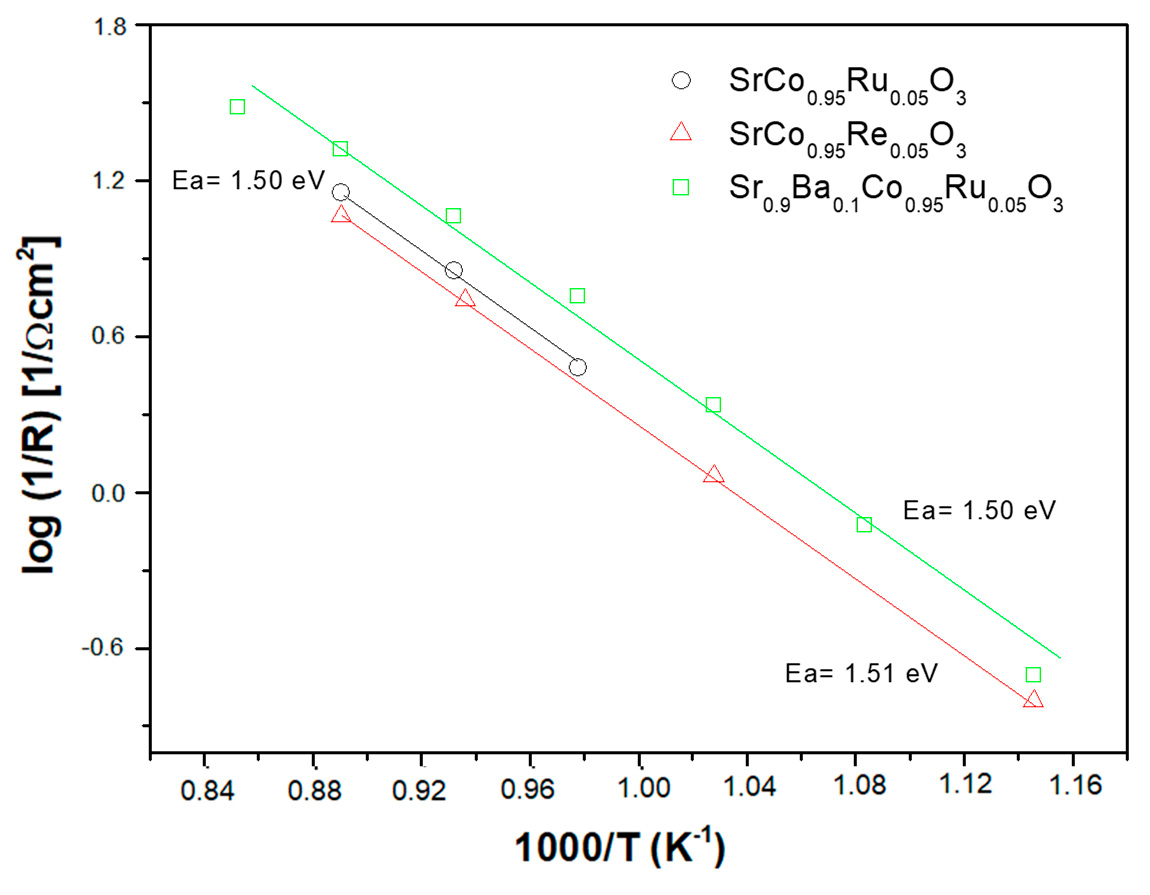 1.8
1.2
0.6
0.0
-0.6
log (1/R) [1/Ωcm²]
SrCo₀.₉₅Ru₀.₀₅O₃
SrCo₀.₉₅Re₀.₀₅O₃
Sr₀.₉Ba₀.₁Co₀.₉₅Ru₀.₀₅O₃
Ea= 1.50 eV
Ea= 1.50 eV
Ea= 1.51 eV
0.84 0.88 0.92 0.96 1.00 1.04 1.08 1.12 1.16
1000/T (K⁻¹)